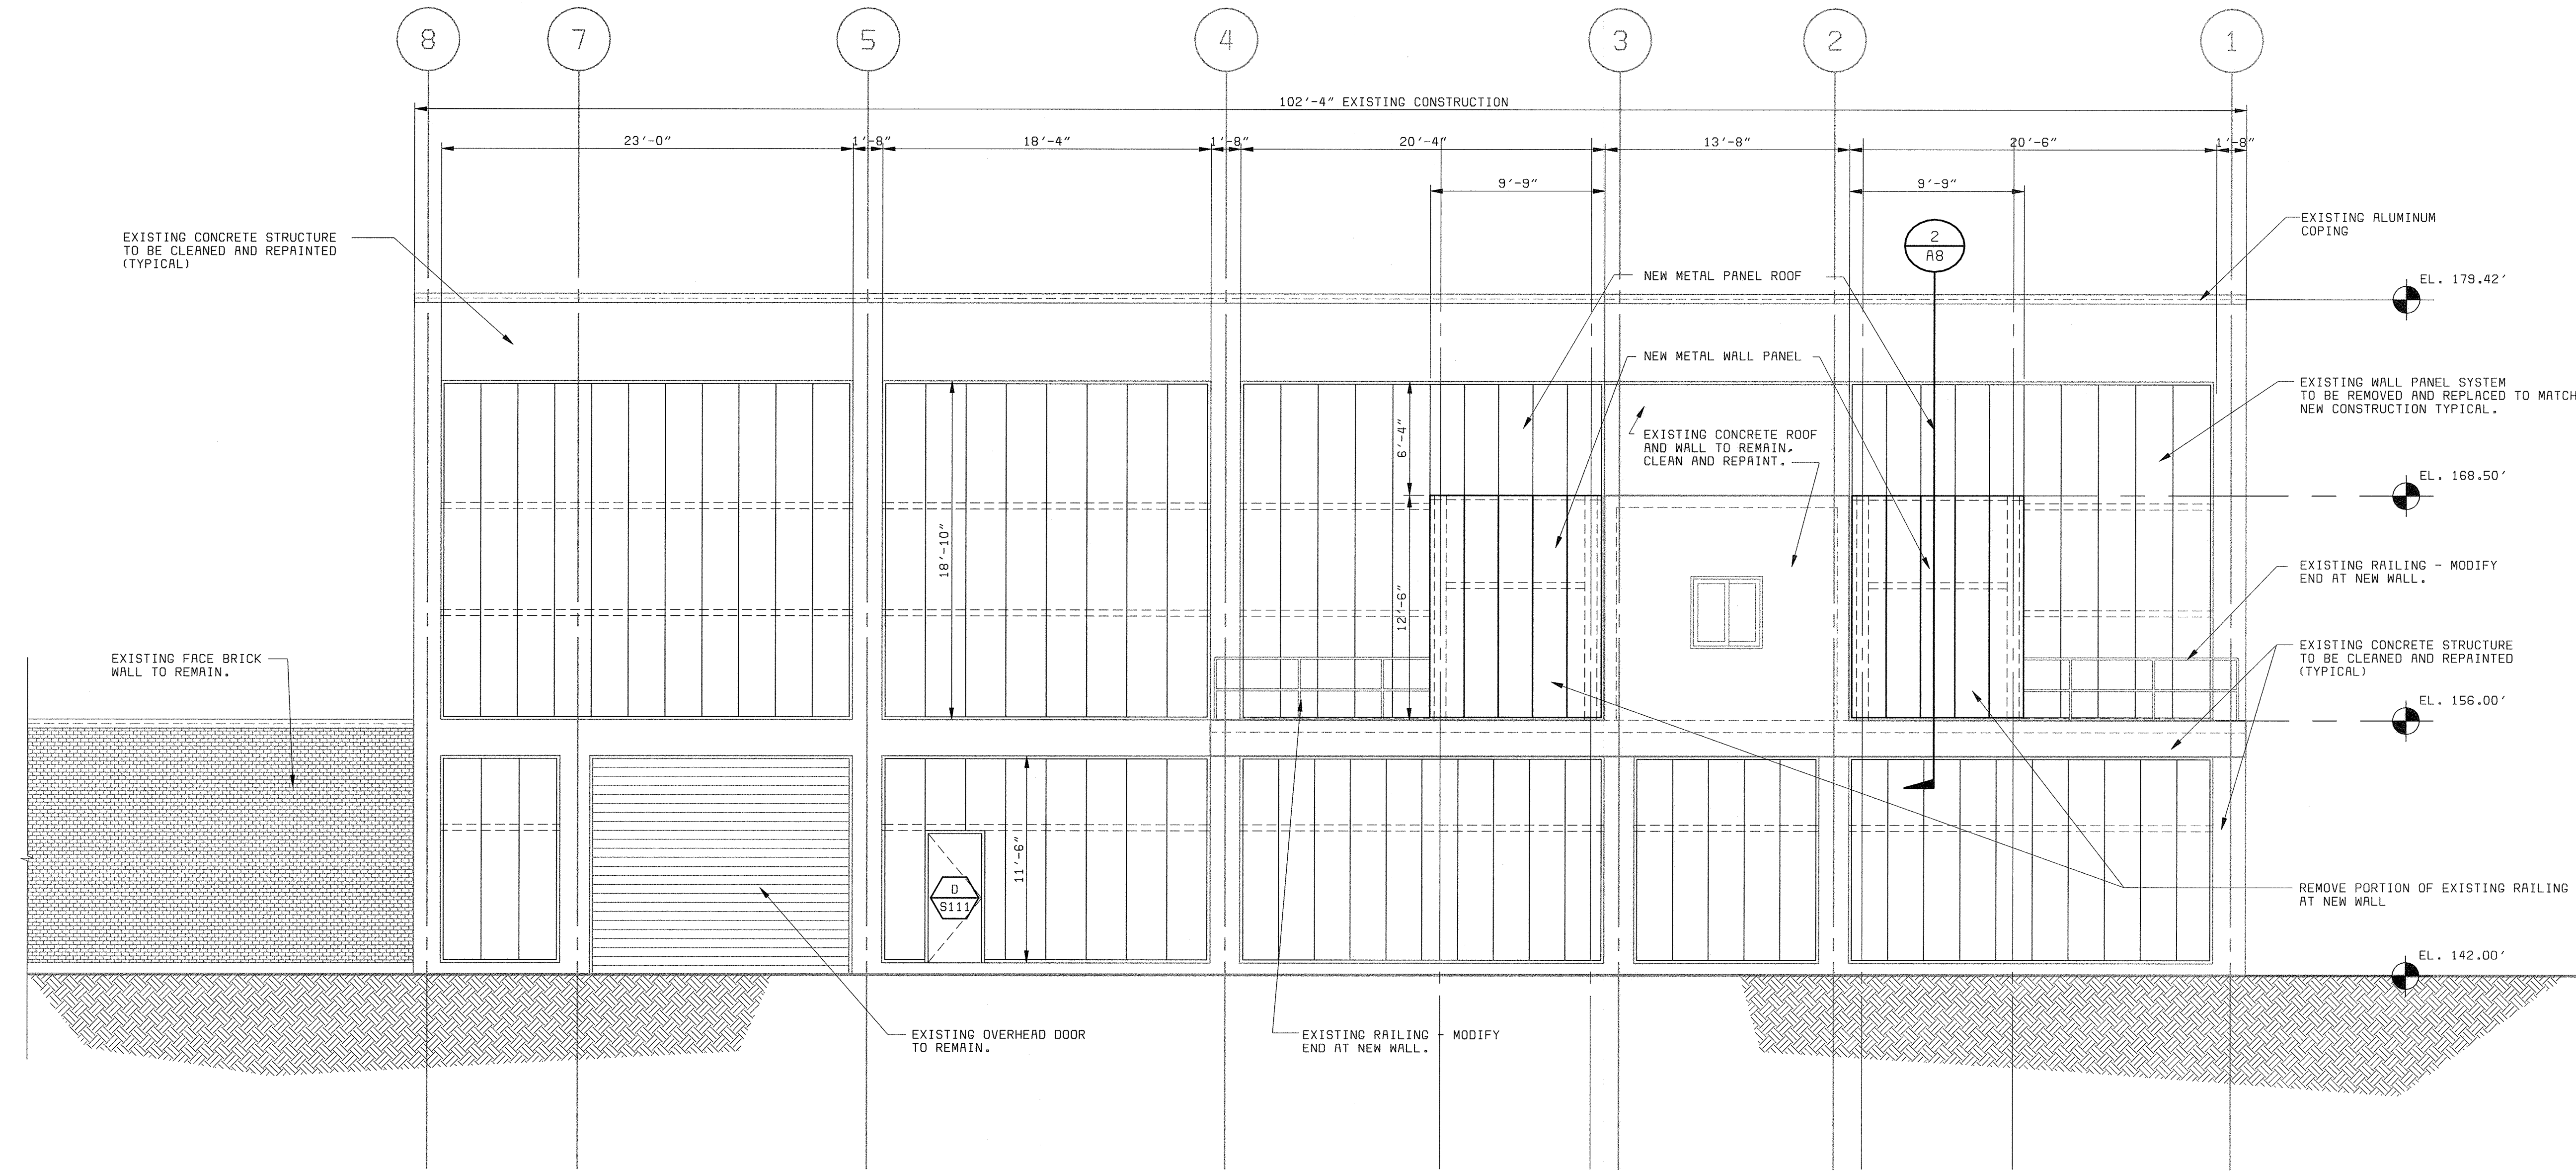 8
7
5
4
3
2
1
102'-4" EXISTING CONSTRUCTION
23'-0"
1'-8"
18'-4"
1'-8"
20'-4"
13'-8"
20'-6"
1'-8"
9'-9"
9'-9"
EXISTING CONCRETE STRUCTURE
TO BE CLEANED AND REPAINTED
(TYPICAL)
2
A8
EXISTING ALUMINUM
COPING
NEW METAL PANEL ROOF
EL. 179.42'
NEW METAL WALL PANEL
EXISTING WALL PANEL SYSTEM
TO BE REMOVED AND REPLACED TO MATCH
NEW CONSTRUCTION TYPICAL.
6'-4"
EXISTING CONCRETE ROOF
AND WALL TO REMAIN,
CLEAN AND REPAINT.
EL. 168.50'
18'-10"
12'-6"
EXISTING RAILING - MODIFY
END AT NEW WALL.
EXISTING FACE BRICK
WALL TO REMAIN.
EXISTING CONCRETE STRUCTURE
TO BE CLEANED AND REPAINTED
(TYPICAL)
EL. 156.00'
11'-6"
D
S111
REMOVE PORTION OF EXISTING RAILING
AT NEW WALL
EL. 142.00'
EXISTING OVERHEAD DOOR
TO REMAIN.
EXISTING RAILING - MODIFY
END AT NEW WALL.